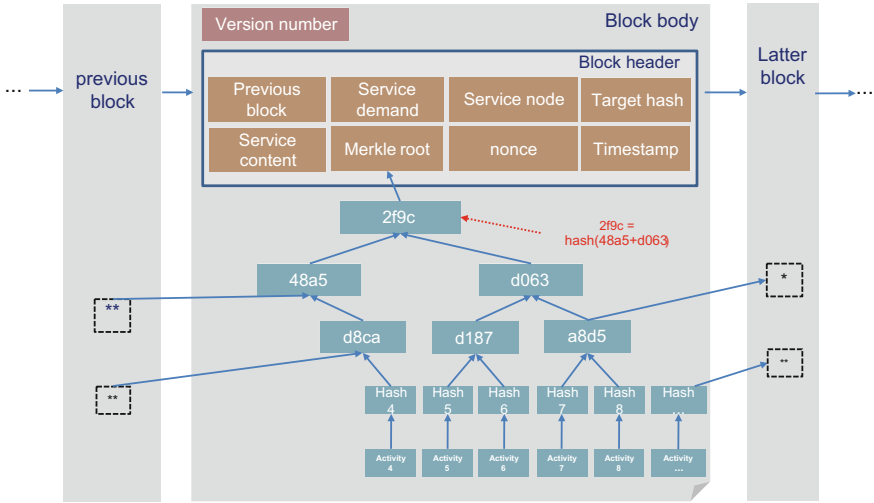 Version number
Block body
Block header
previous
block
Latter
block
...
...
Previous
block
Service
demand
Service node
Target hash
Service
content
Merkle root
nonce
Timestamp
2f9c
2f9c =
hash(48a5+d063)
48a5
d063
*
**
d8ca
d187
a8d5
**
**
Hash
4
Hash
5
Hash
6
Hash
7
Hash
8
Hash
...
Activity
4
Activity
5
Activity
6
Activity
7
Activity
8
Activity
...